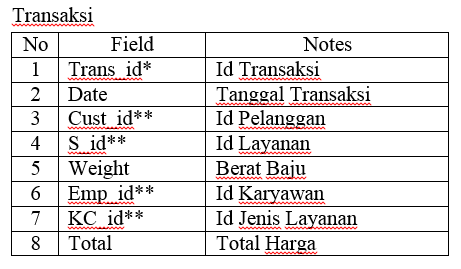 Transaksi
No Field Notes
1 Trans_id* Id Transaksi
2 Date Tanggal Transaksi
3 Cust_id** Id Pelanggan
4 S_id** Id Layanan
5 Weight Berat Baju
6 Emp_id** Id Karyawan
7 KC_id** Id Jenis Layanan
8 Total Total Harga